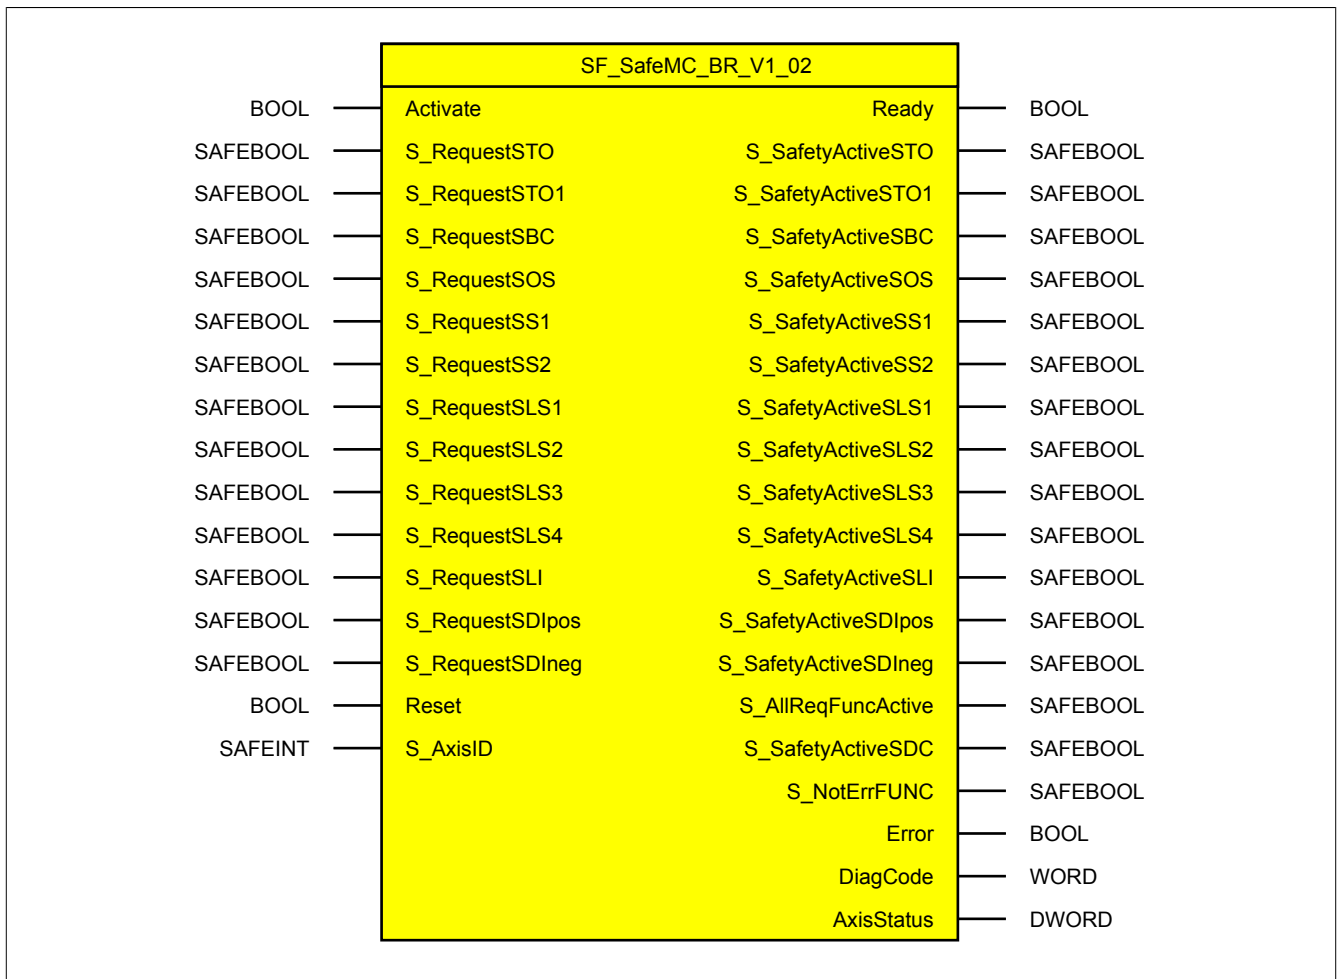 SF_SafeMC_BR_V1_02
BOOL Activate Ready BOOL
SAFEBOOL S_RequestSTO S_SafetyActiveSTO SAFEBOOL
SAFEBOOL S_RequestSTO1 S_SafetyActiveSTO1 SAFEBOOL
SAFEBOOL S_RequestSBC S_SafetyActiveSBC SAFEBOOL
SAFEBOOL S_RequestSOS S_SafetyActiveSOS SAFEBOOL
SAFEBOOL S_RequestSS1 S_SafetyActiveSS1 SAFEBOOL
SAFEBOOL S_RequestSS2 S_SafetyActiveSS2 SAFEBOOL
SAFEBOOL S_RequestSLS1 S_SafetyActiveSLS1 SAFEBOOL
SAFEBOOL S_RequestSLS2 S_SafetyActiveSLS2 SAFEBOOL
SAFEBOOL S_RequestSLS3 S_SafetyActiveSLS3 SAFEBOOL
SAFEBOOL S_RequestSLS4 S_SafetyActiveSLS4 SAFEBOOL
SAFEBOOL S_RequestSLI S_SafetyActiveSLI SAFEBOOL
SAFEBOOL S_RequestSDIpos S_SafetyActiveSDIpos SAFEBOOL
SAFEBOOL S_RequestSDIneg S_SafetyActiveSDIneg SAFEBOOL
BOOL Reset S_AllReqFuncActive SAFEBOOL
SAFEINT S_AxisID S_SafetyActiveSDC SAFEBOOL
S_NotErrFUNC SAFEBOOL
Error BOOL
DiagCode WORD
AxisStatus DWORD